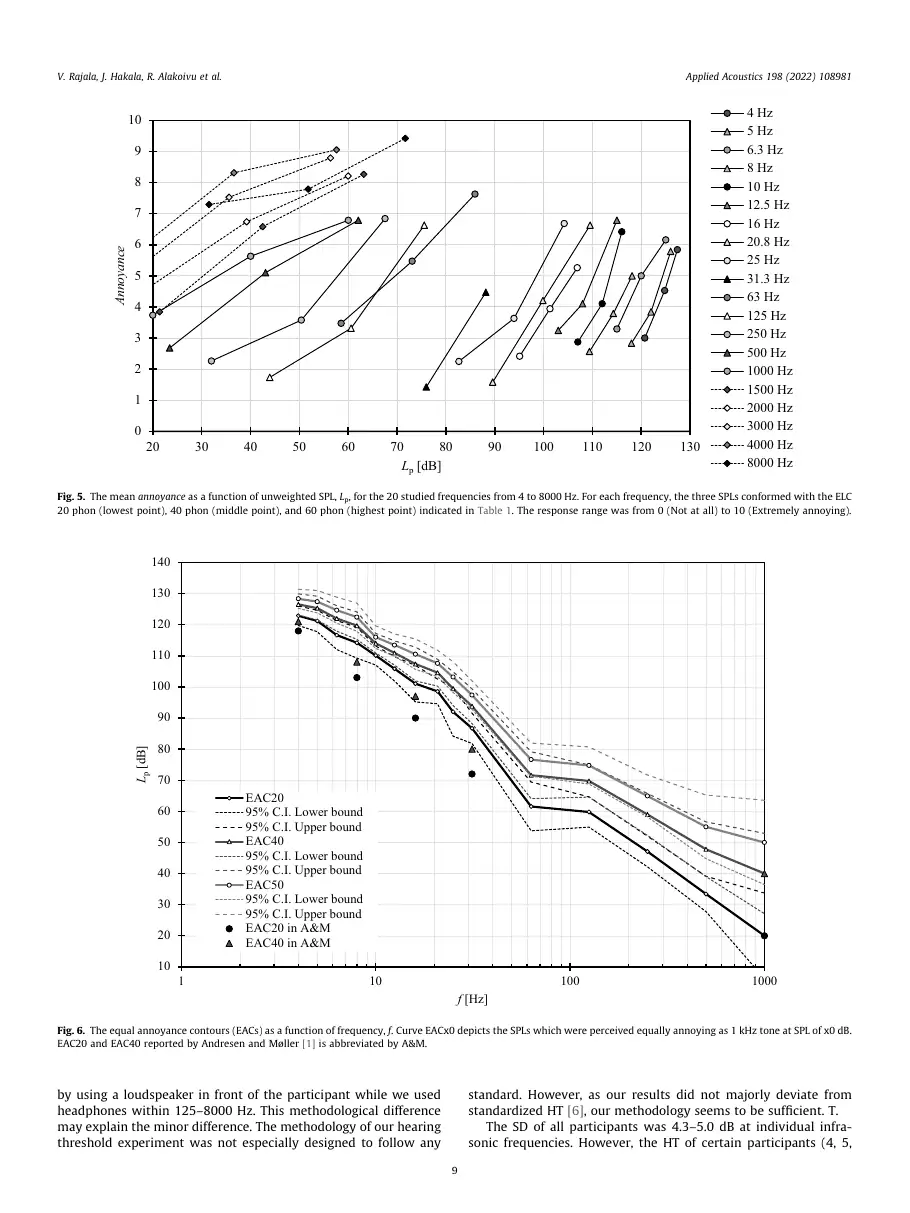 V. Rajala, J. Hakala, R. Alakoivu et al.
Applied Acoustics 198 (2022) 108981
10
9
8
7
6
5
4
3
2
1
0
Annoyance
20 30 40 50 60 70 80 90 100 110 120 130
Lp [dB]
4 Hz
5 Hz
6.3 Hz
8 Hz
10 Hz
12.5 Hz
16 Hz
20.8 Hz
25 Hz
31.3 Hz
63 Hz
125 Hz
250 Hz
500 Hz
1000 Hz
1500 Hz
2000 Hz
3000 Hz
4000 Hz
8000 Hz
Fig. 5. The mean annoyance as a function of unweighted SPL, Lp, for the 20 studied frequencies from 4 to 8000 Hz. For each frequency, the three SPLs conformed with the ELC
20 phon (lowest point), 40 phon (middle point), and 60 phon (highest point) indicated in Table 1. The response range was from 0 (Not at all) to 10 (Extremely annoying).
140
130
120
110
100
90
80
70
60
50
40
30
20
10
Lp [dB]
EAC20
95% C.I. Lower bound
95% C.I. Upper bound
EAC40
95% C.I. Lower bound
95% C.I. Upper bound
EAC50
95% C.I. Lower bound
95% C.I. Upper bound
EAC20 in A&M
EAC40 in A&M
1 10 100 1000
f [Hz]
Fig. 6. The equal annoyance contours (EACs) as a function of frequency, f. Curve EACx0 depicts the SPLs which were perceived equally annoying as 1 kHz tone at SPL of x0 dB.
EAC20 and EAC40 reported by Andresen and Møller [1] is abbreviated by A&M.
by using a loudspeaker in front of the participant while we used
headphones within 125–8000 Hz. This methodological difference
may explain the minor difference. The methodology of our hearing
threshold experiment was not especially designed to follow any
standard. However, as our results did not majorly deviate from
standardized HT [6], our methodology seems to be sufficient. T.
The SD of all participants was 4.3–5.0 dB at individual infra-
sonic frequencies. However, the HT of certain participants (4, 5,
9